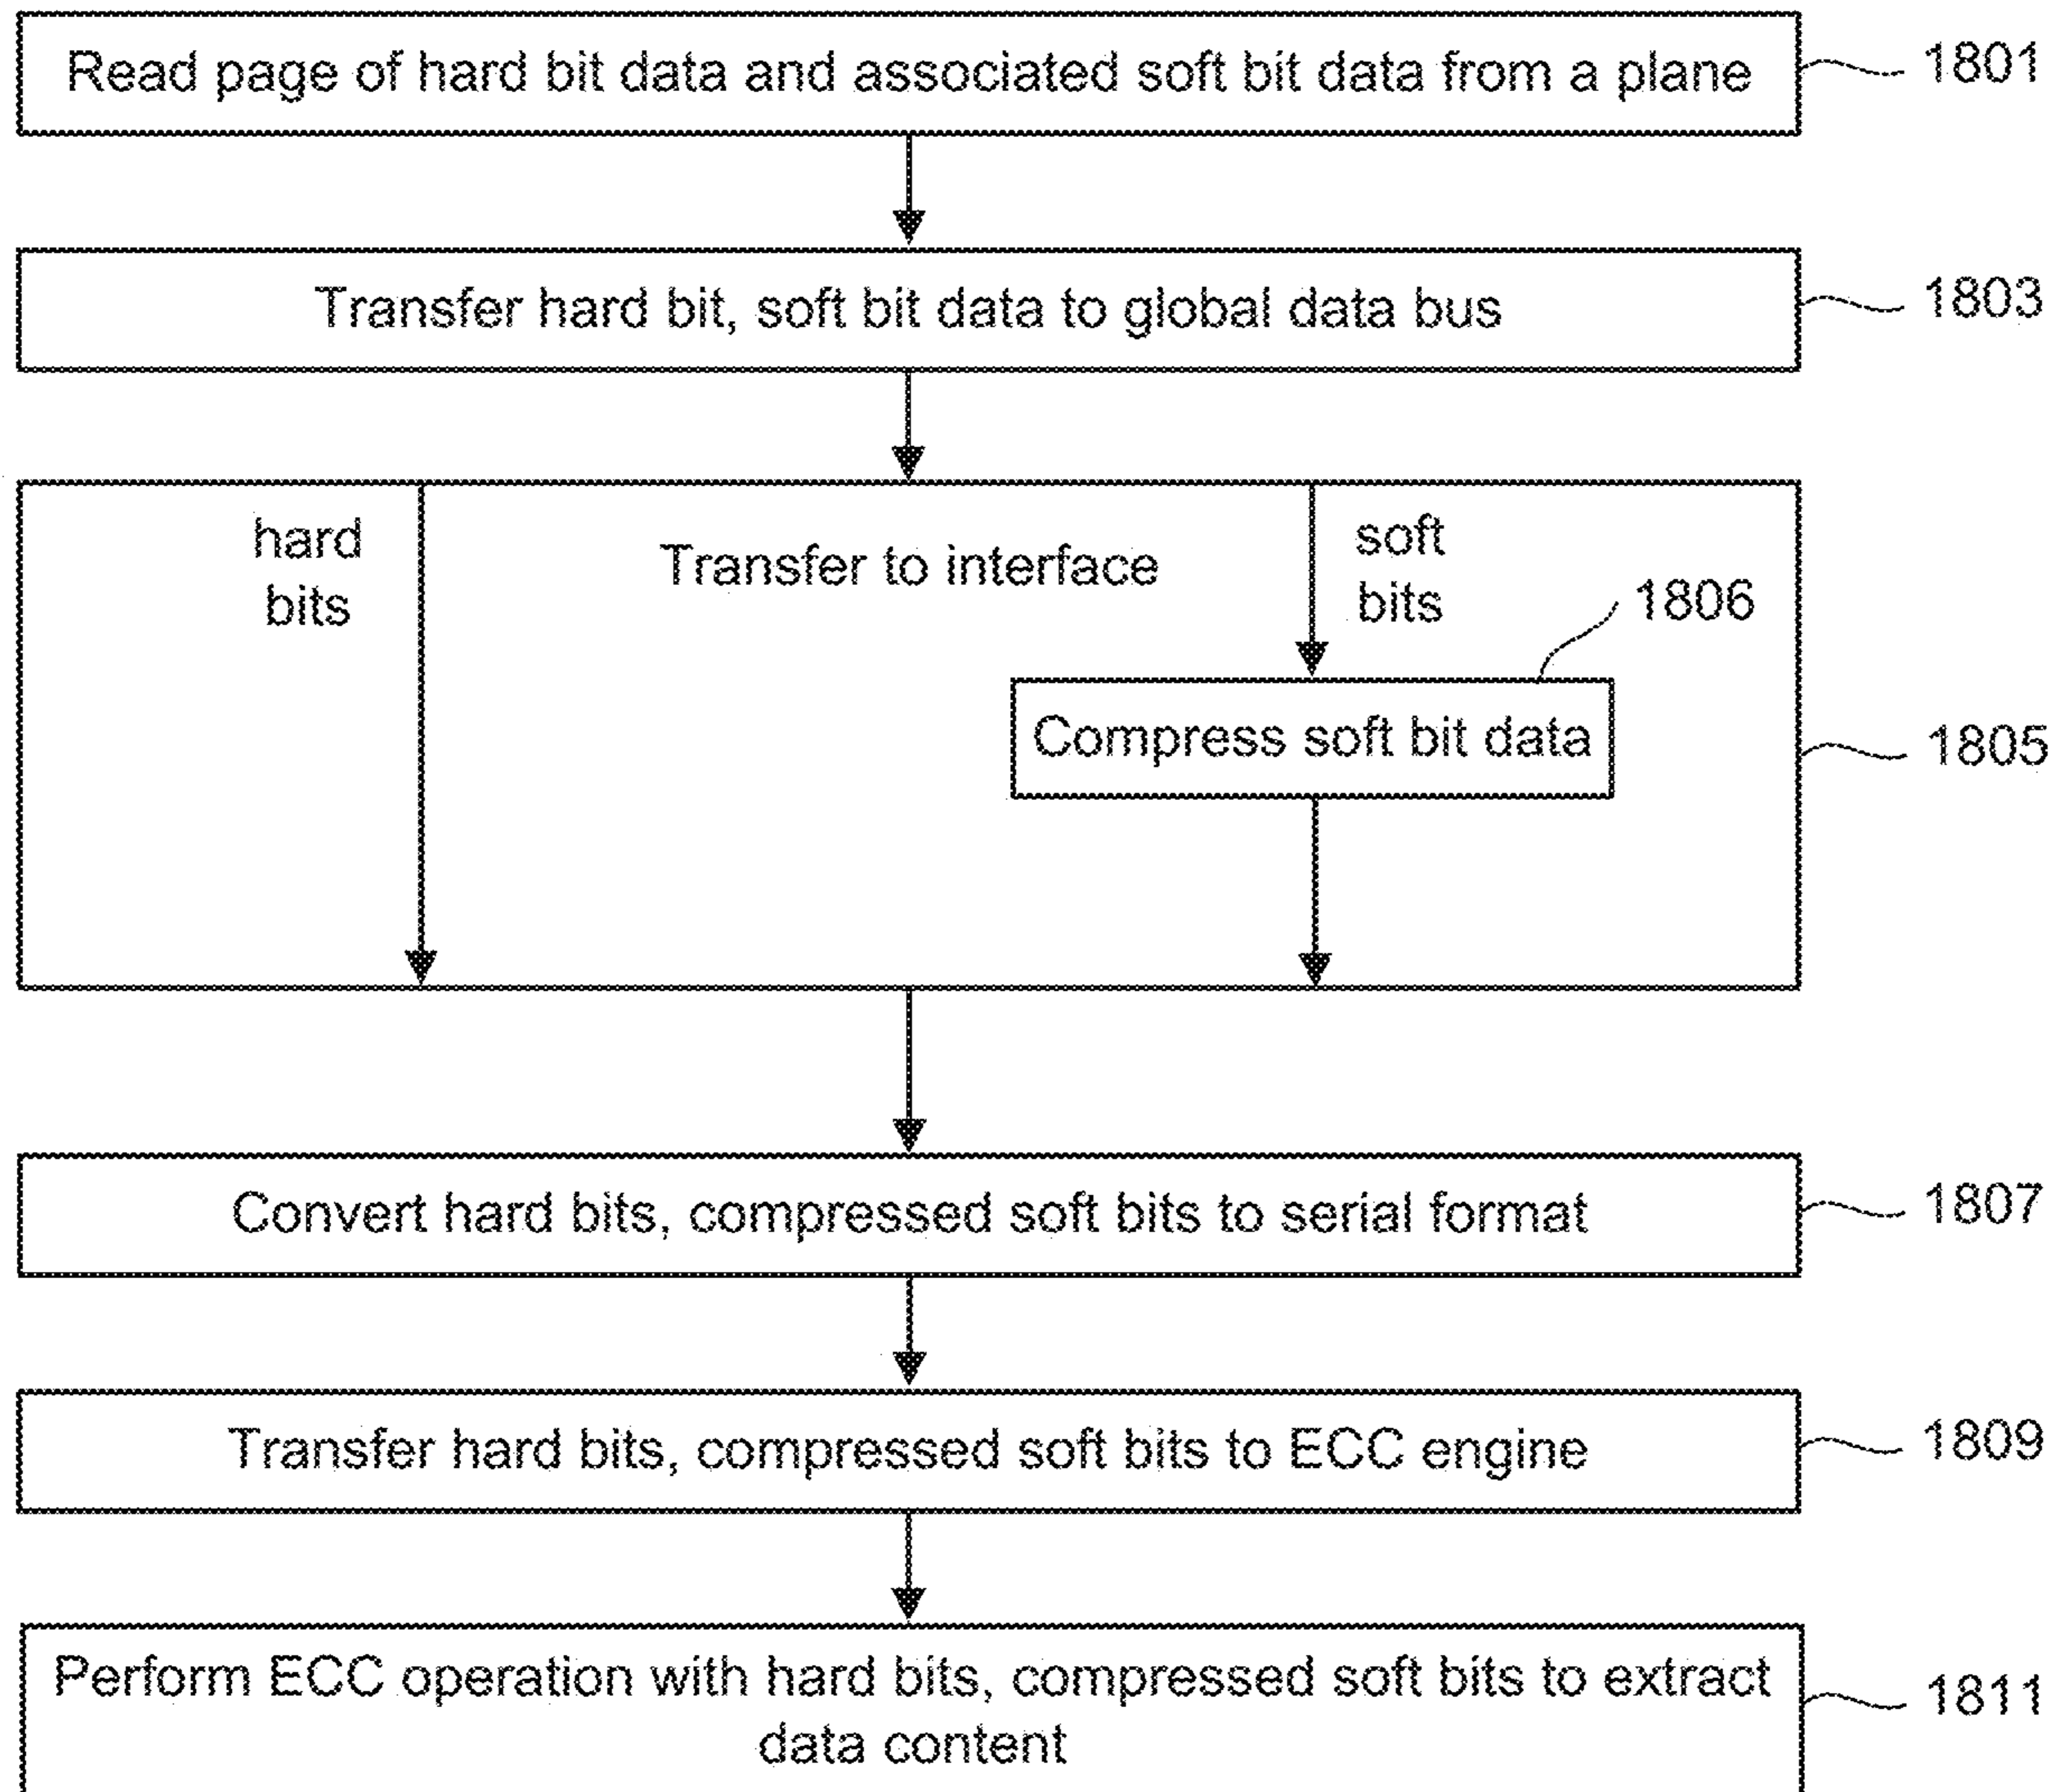 Read page of hard bit data and associated soft bit data from a plane
1801
Transfer hard bit, soft bit data to global data bus
1803
hard
bits
Transfer to interface
soft
bits
1806
Compress soft bit data
1805
Convert hard bits, compressed soft bits to serial format
1807
Transfer hard bits, compressed soft bits to ECC engine
1809
Perform ECC operation with hard bits, compressed soft bits to extract
data content
1811